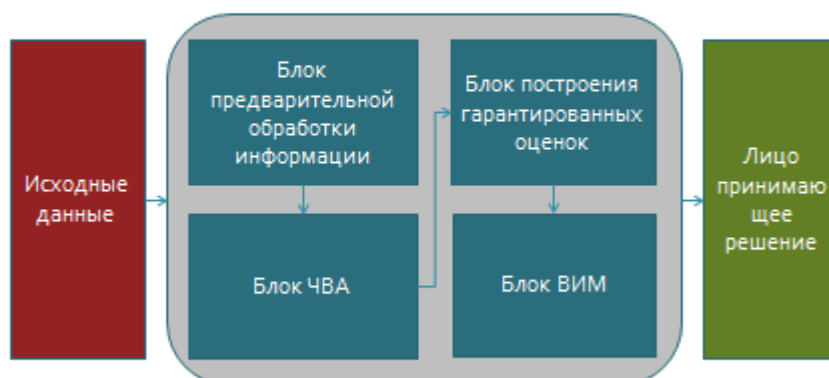 Исходные
данные
Блок
предварительной
обработки
информации
Блок ЧВА
Блок построения
гарантированных
оценок
Блок ВИМ
Лицо
принимаю
щее
решение